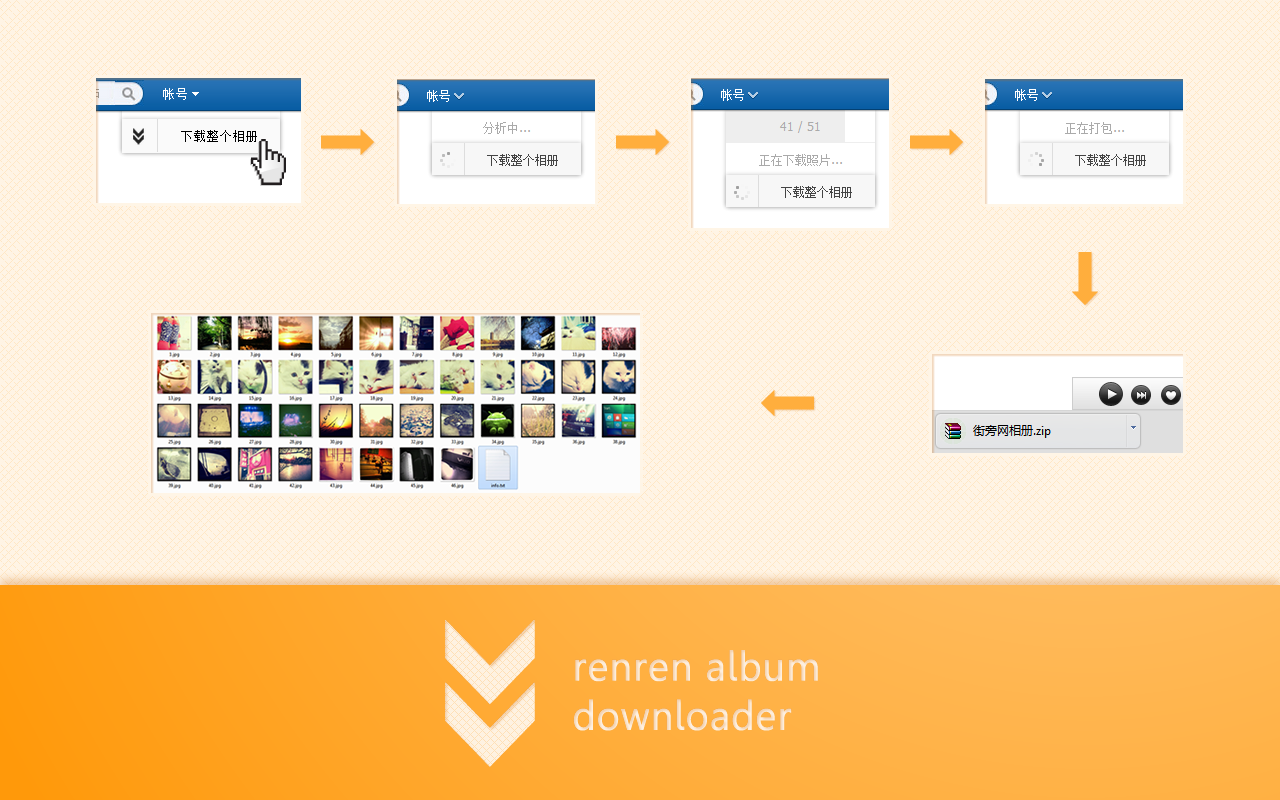 帐号
下载整个相册
帐号
分析中...
下载整个相册
帐号
41 / 51
正在下载照片...
下载整个相册
帐号
正在打包...
下载整个相册
1.jpg 2.jpg 3.jpg 4.jpg 5.jpg 6.jpg 7.jpg 8.jpg 9.jpg 10.jpg 11.jpg 12.jpg
13.jpg 14.jpg 15.jpg 16.jpg 17.jpg 18.jpg 19.jpg 20.jpg 21.jpg 22.jpg 23.jpg 24.jpg
25.jpg 26.jpg 27.jpg 28.jpg 30.jpg 31.jpg 32.jpg 33.jpg 34.jpg 35.jpg 36.jpg 38.jpg
39.jpg 40.jpg 41.jpg 42.jpg 43.jpg 44.jpg 45.jpg 46.jpg info.txt
街旁网相册.zip
renren album
downloader